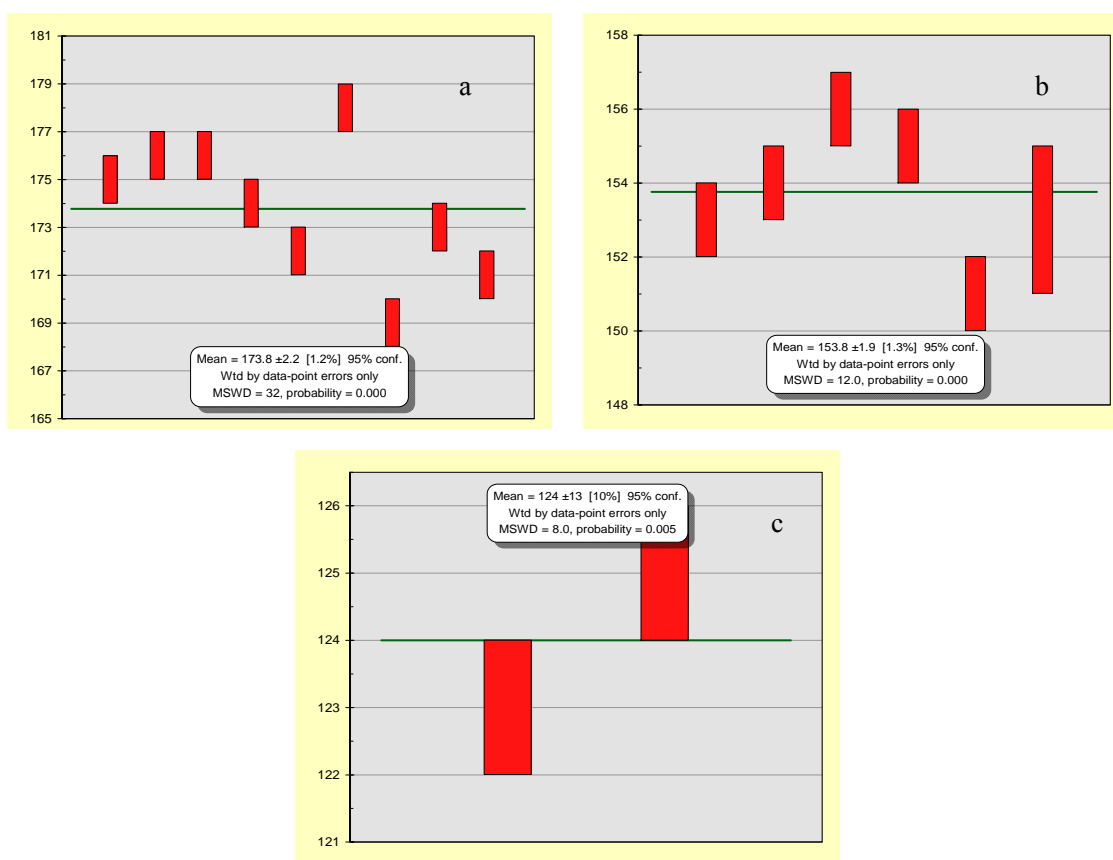 181
179
177
175
173
171
169
167
165
a
Mean = 173.8 ±2.2 [1.2%] 95% conf.
Wtd by data-point errors only
MSWD = 32, probability = 0.000
158
156
154
152
150
148
b
Mean = 153.8 ±1.9 [1.3%] 95% conf.
Wtd by data-point errors only
MSWD = 12.0, probability = 0.000
126
125
124
123
122
121
Mean = 124 ±13 [10%] 95% conf.
Wtd by data-point errors only
MSWD = 8.0, probability = 0.005
c